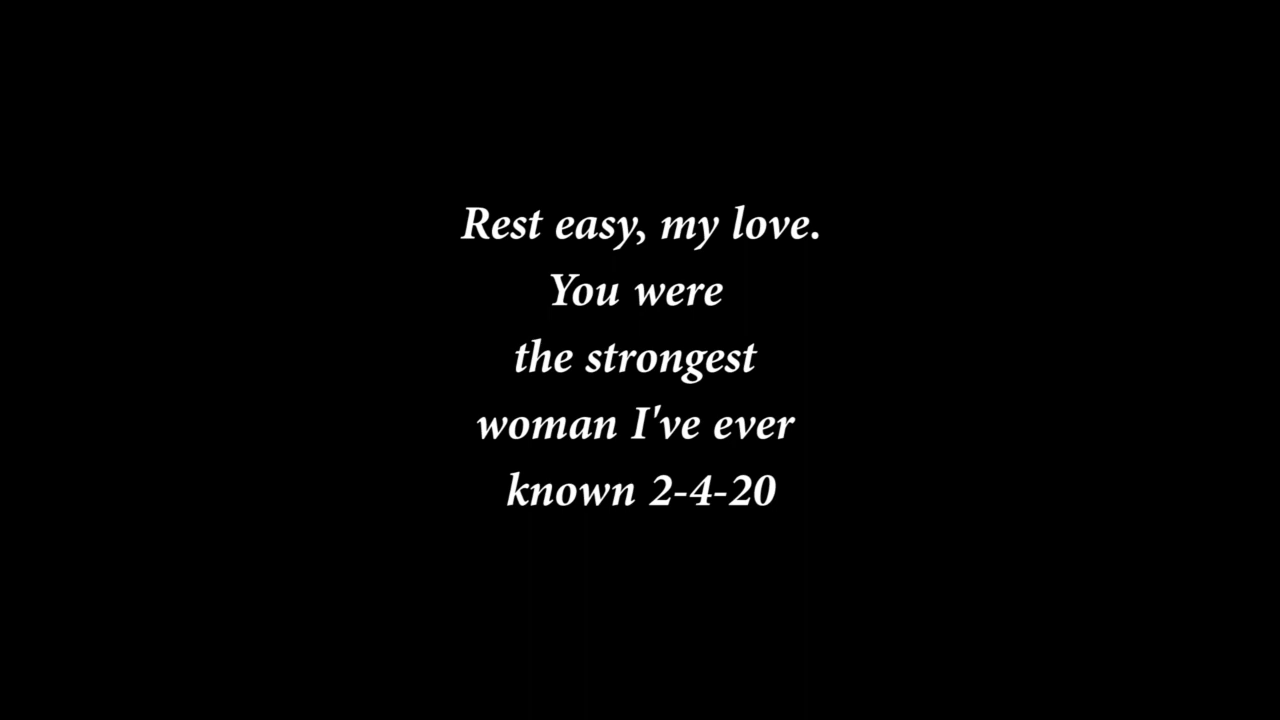 Rest easy, my love.
You were
the strongest
woman I've ever
known 2-4-20